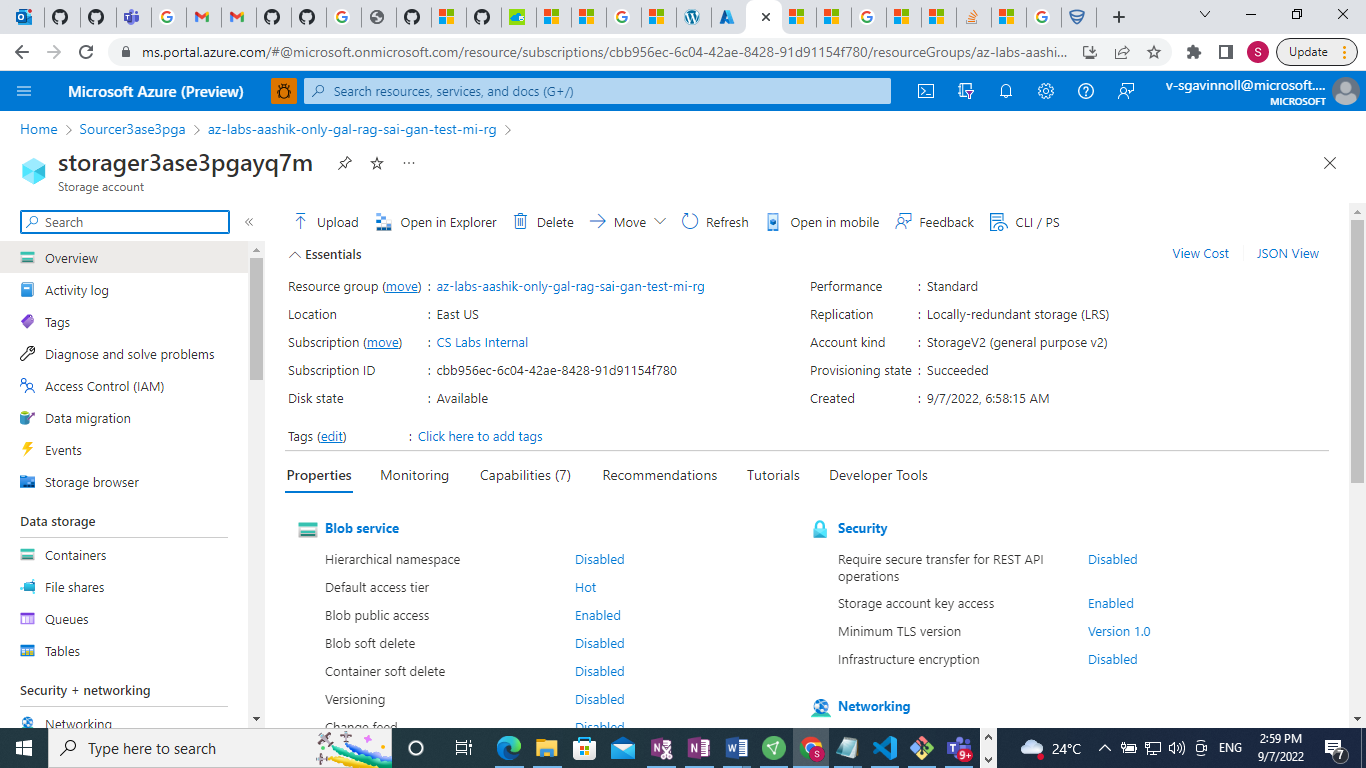 ms.portal.azure.com/#@microsoft.onmicrosoft.com/resource/subscriptions/cbb956ec-6c04-42ae-8428-91d91154f780/resourceGroups/az-labs-aashi...
S
Update
Microsoft Azure (Preview)
Search resources, services, and docs (G+/)
v-sgavinnoll@microsoft....
MICROSOFT
Home
Sourcer3ase3pga
az-labs-aashik-only-gal-rag-sai-gan-test-mi-rg
storager3ase3pgayq7m
Storage account
Search
Upload
Open in Explorer
Delete
Move
Refresh
Open in mobile
Feedback
CLI / PS
Overview
Activity log
Tags
Diagnose and solve problems
Access Control (IAM)
Data migration
Events
Storage browser
Data storage
Containers
File shares
Queues
Tables
Security + networking
Networking
Essentials
View Cost
JSON View
Resource group (move) : az-labs-aashik-only-gal-rag-sai-gan-test-mi-rg
Location : East US
Subscription (move) : CS Labs Internal
Subscription ID : cbb956ec-6c04-42ae-8428-91d91154f780
Disk state : Available
Performance : Standard
Replication : Locally-redundant storage (LRS)
Account kind : StorageV2 (general purpose v2)
Provisioning state : Succeeded
Created : 9/7/2022, 6:58:15 AM
Tags (edit) : Click here to add tags
Properties
Monitoring
Capabilities (7)
Recommendations
Tutorials
Developer Tools
Blob service
Hierarchical namespace Disabled
Default access tier Hot
Blob public access Enabled
Blob soft delete Disabled
Container soft delete Disabled
Versioning Disabled
Change feed Disabled
Security
Require secure transfer for REST API Disabled
operations
Storage account key access Enabled
Minimum TLS version Version 1.0
Infrastructure encryption Disabled
Networking
Type here to search
S
9+
24°C
ENG
2:59 PM
9/7/2022
7